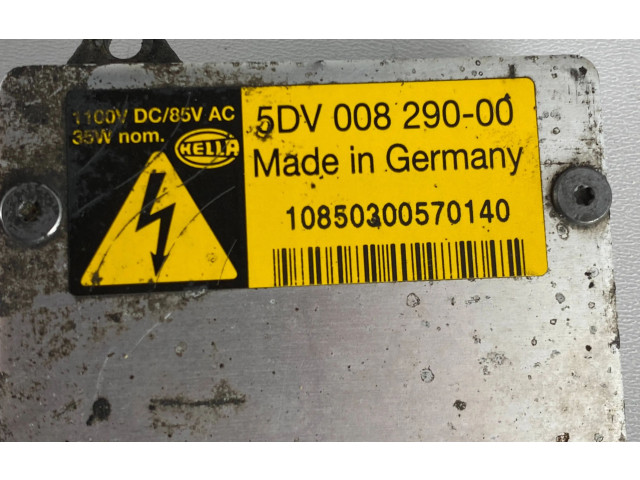 1100V DC/85V AC
35W nom.
HELLA
5DV 008 290-00
Made in Germany
10850300570140